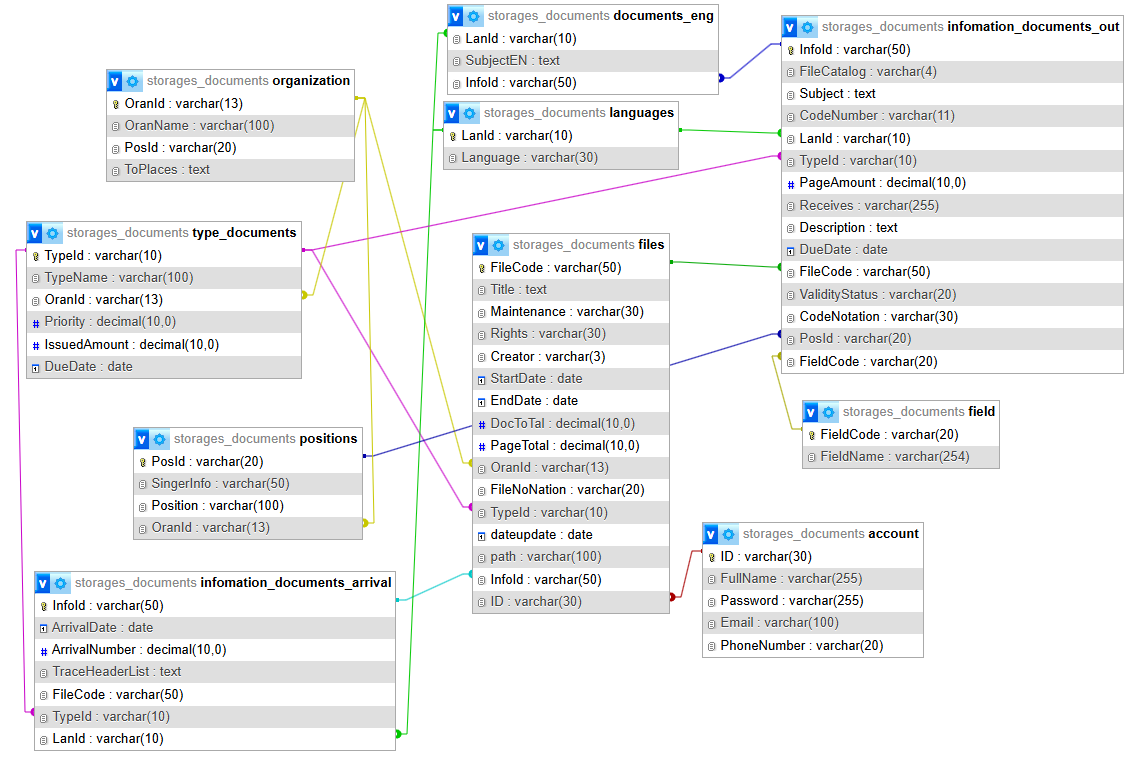 storages_documents documents_eng
LanId : varchar(10)
SubjectEN : text
InfoId : varchar(50)
storages_documents infomation_documents_out
InfoId : varchar(50)
FileCatalog : varchar(4)
Subject : text
CodeNumber : varchar(11)
LanId : varchar(10)
TypeId : varchar(10)
PageAmount : decimal(10,0)
Receives : varchar(255)
Description : text
DueDate : date
FileCode : varchar(50)
ValidityStatus : varchar(20)
CodeNotation : varchar(30)
PosId : varchar(20)
FieldCode : varchar(20)
storages_documents organization
OranId : varchar(13)
OranName : varchar(100)
PosId : varchar(20)
ToPlaces : text
storages_documents languages
LanId : varchar(10)
Language : varchar(30)
storages_documents type_documents
TypeId : varchar(10)
TypeName : varchar(100)
OranId : varchar(13)
Priority : decimal(10,0)
IssuedAmount : decimal(10,0)
DueDate : date
storages_documents files
FileCode : varchar(50)
Title : text
Maintenance : varchar(30)
Rights : varchar(30)
Creator : varchar(3)
StartDate : date
EndDate : date
DocToTal : decimal(10,0)
PageTotal : decimal(10,0)
OranId : varchar(13)
FileNoNation : varchar(20)
TypeId : varchar(10)
dateupdate : date
path : varchar(100)
InfoId : varchar(50)
ID : varchar(30)
storages_documents field
FieldCode : varchar(20)
FieldName : varchar(254)
storages_documents positions
PosId : varchar(20)
SingerInfo : varchar(50)
Position : varchar(100)
OranId : varchar(13)
storages_documents account
ID : varchar(30)
FullName : varchar(255)
Password : varchar(255)
Email : varchar(100)
PhoneNumber : varchar(20)
storages_documents infomation_documents_arrival
InfoId : varchar(50)
ArrivalDate : date
ArrivalNumber : decimal(10,0)
TraceHeaderList : text
FileCode : varchar(50)
TypeId : varchar(10)
LanId : varchar(10)